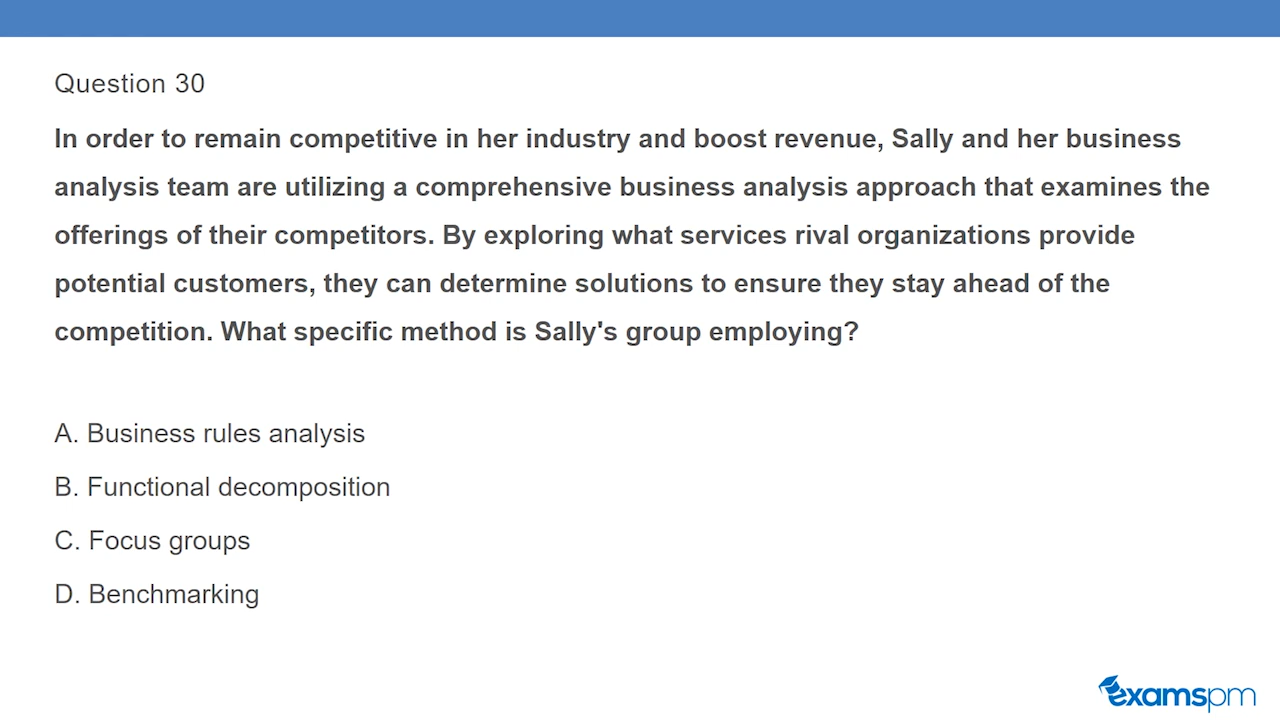 Question 30
In order to remain competitive in her industry and boost revenue, Sally and her business
analysis team are utilizing a comprehensive business analysis approach that examines the
offerings of their competitors. By exploring what services rival organizations provide
potential customers, they can determine solutions to ensure they stay ahead of the
competition. What specific method is Sally's group employing?
A. Business rules analysis
B. Functional decomposition
C. Focus groups
D. Benchmarking
examspm